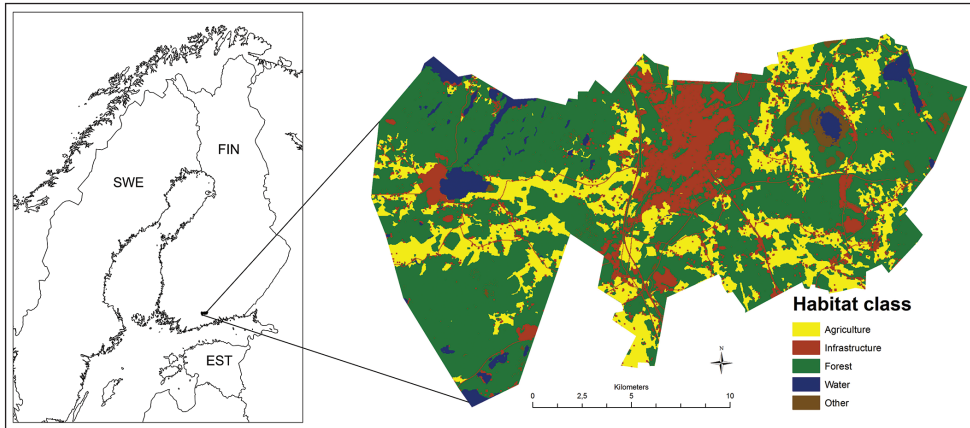 FIN
SWE
EST
Habitat class
Agriculture
Infrastructure
Forest
Water
Other
N
Kilometers
0 2,5 5 10